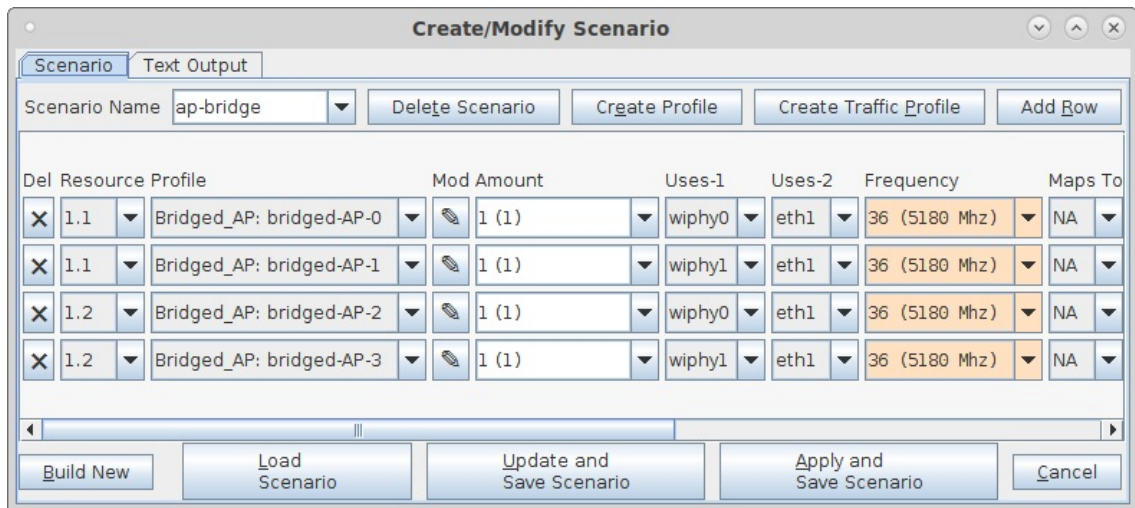 Create/Modify Scenario
Scenario Text Output
Scenario Name ap-bridge Delete Scenario Create Profile Create Traffic Profile Add Row
Del Resource Profile Mod Amount Uses-1 Uses-2 Frequency Maps To
1.1 Bridged_AP: bridged-AP-0 1 (1) wiphy0 eth1 36 (5180 Mhz) NA
1.1 Bridged_AP: bridged-AP-1 1 (1) wiphy1 eth1 36 (5180 Mhz) NA
1.2 Bridged_AP: bridged-AP-2 1 (1) wiphy0 eth1 36 (5180 Mhz) NA
1.2 Bridged_AP: bridged-AP-3 1 (1) wiphy1 eth1 36 (5180 Mhz) NA
Build New Load Scenario Update and Save Scenario Apply and Save Scenario Cancel